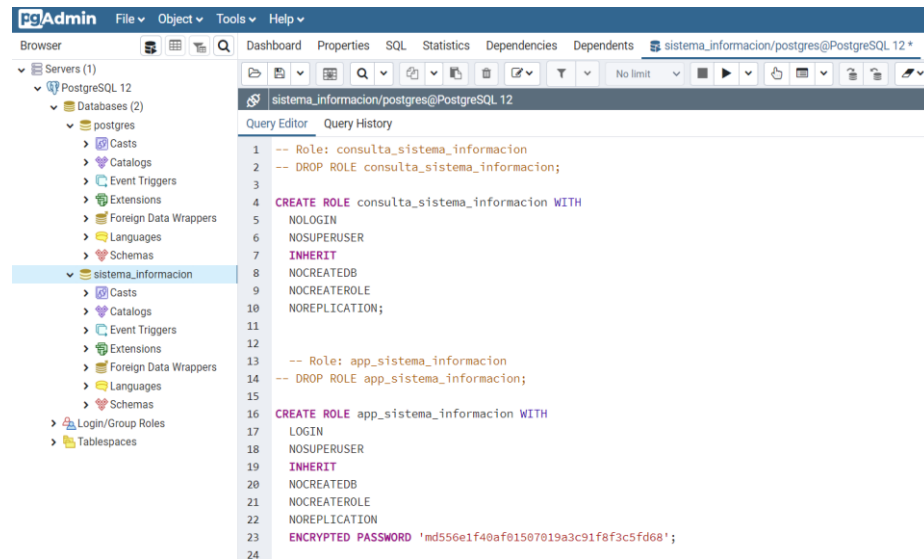 pgAdmin File Object Tools Help
Browser Dashboard Properties SQL Statistics Dependencies Dependents sistema_informacion/postgres@PostgreSQL 12 *
Servers (1)
PostgreSQL 12
Databases (2)
postgres
Casts
Catalogs
Event Triggers
Extensions
Foreign Data Wrappers
Languages
Schemas
sistema_informacion
Casts
Catalogs
Event Triggers
Extensions
Foreign Data Wrappers
Languages
Schemas
Login/Group Roles
Tablespaces
No limit
sistema_informacion/postgres@PostgreSQL 12
Query Editor Query History
1 -- Role: consulta_sistema_informacion
2 -- DROP ROLE consulta_sistema_informacion;
3
4 CREATE ROLE consulta_sistema_informacion WITH
5 NOLOGIN
6 NOSUPERUSER
7 INHERIT
8 NOCREATEDB
9 NOCREATEROLE
10 NOREPLICATION;
11
12
13 -- Role: app_sistema_informacion
14 -- DROP ROLE app_sistema_informacion;
15
16 CREATE ROLE app_sistema_informacion WITH
17 LOGIN
18 NOSUPERUSER
19 INHERIT
20 NOCREATEDB
21 NOCREATEROLE
22 NOREPLICATION
23 ENCRYPTED PASSWORD 'md556e1f40af01507019a3c91f8f3c5fd68';
24